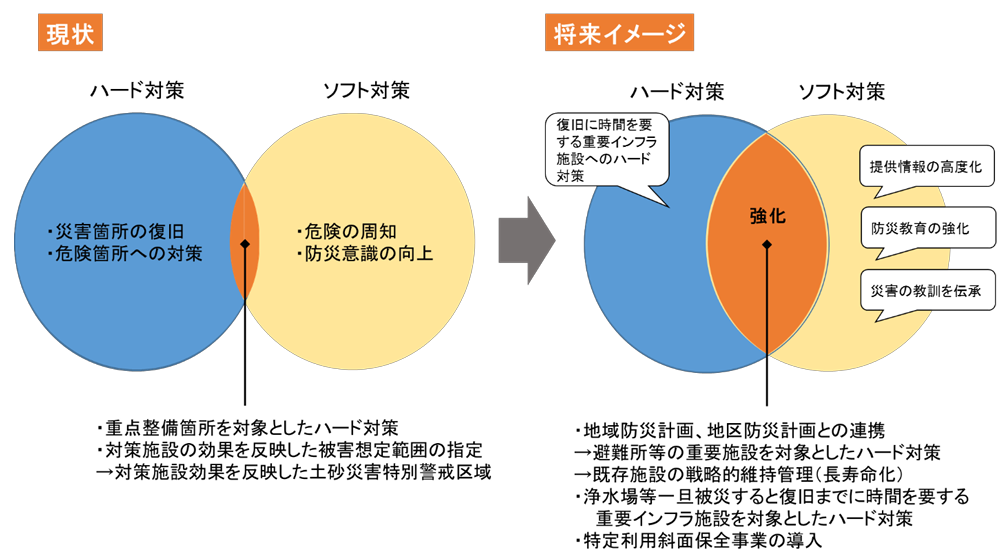 現状
ハード対策
ソフト対策
・災害箇所の復旧
・危険箇所への対策
・危険の周知
・防災意識の向上
・重点整備箇所を対象としたハード対策
・対策施設の効果を反映した被害想定範囲の指定
→対策施設効果を反映した土砂災害特別警戒区域
将来イメージ
ハード対策
ソフト対策
復旧に時間を要
する重要インフラ
施設へのハード
対策
強化
提供情報の高度化
防災教育の強化
災害の教訓を伝承
・地域防災計画、地区防災計画との連携
→避難所等の重要施設を対象としたハード対策
→既存施設の戦略的維持管理(長寿命化)
・浄水場等一旦被災すると復旧までに時間を要する
重要インフラ施設を対象としたハード対策
・特定利用斜面保全事業の導入